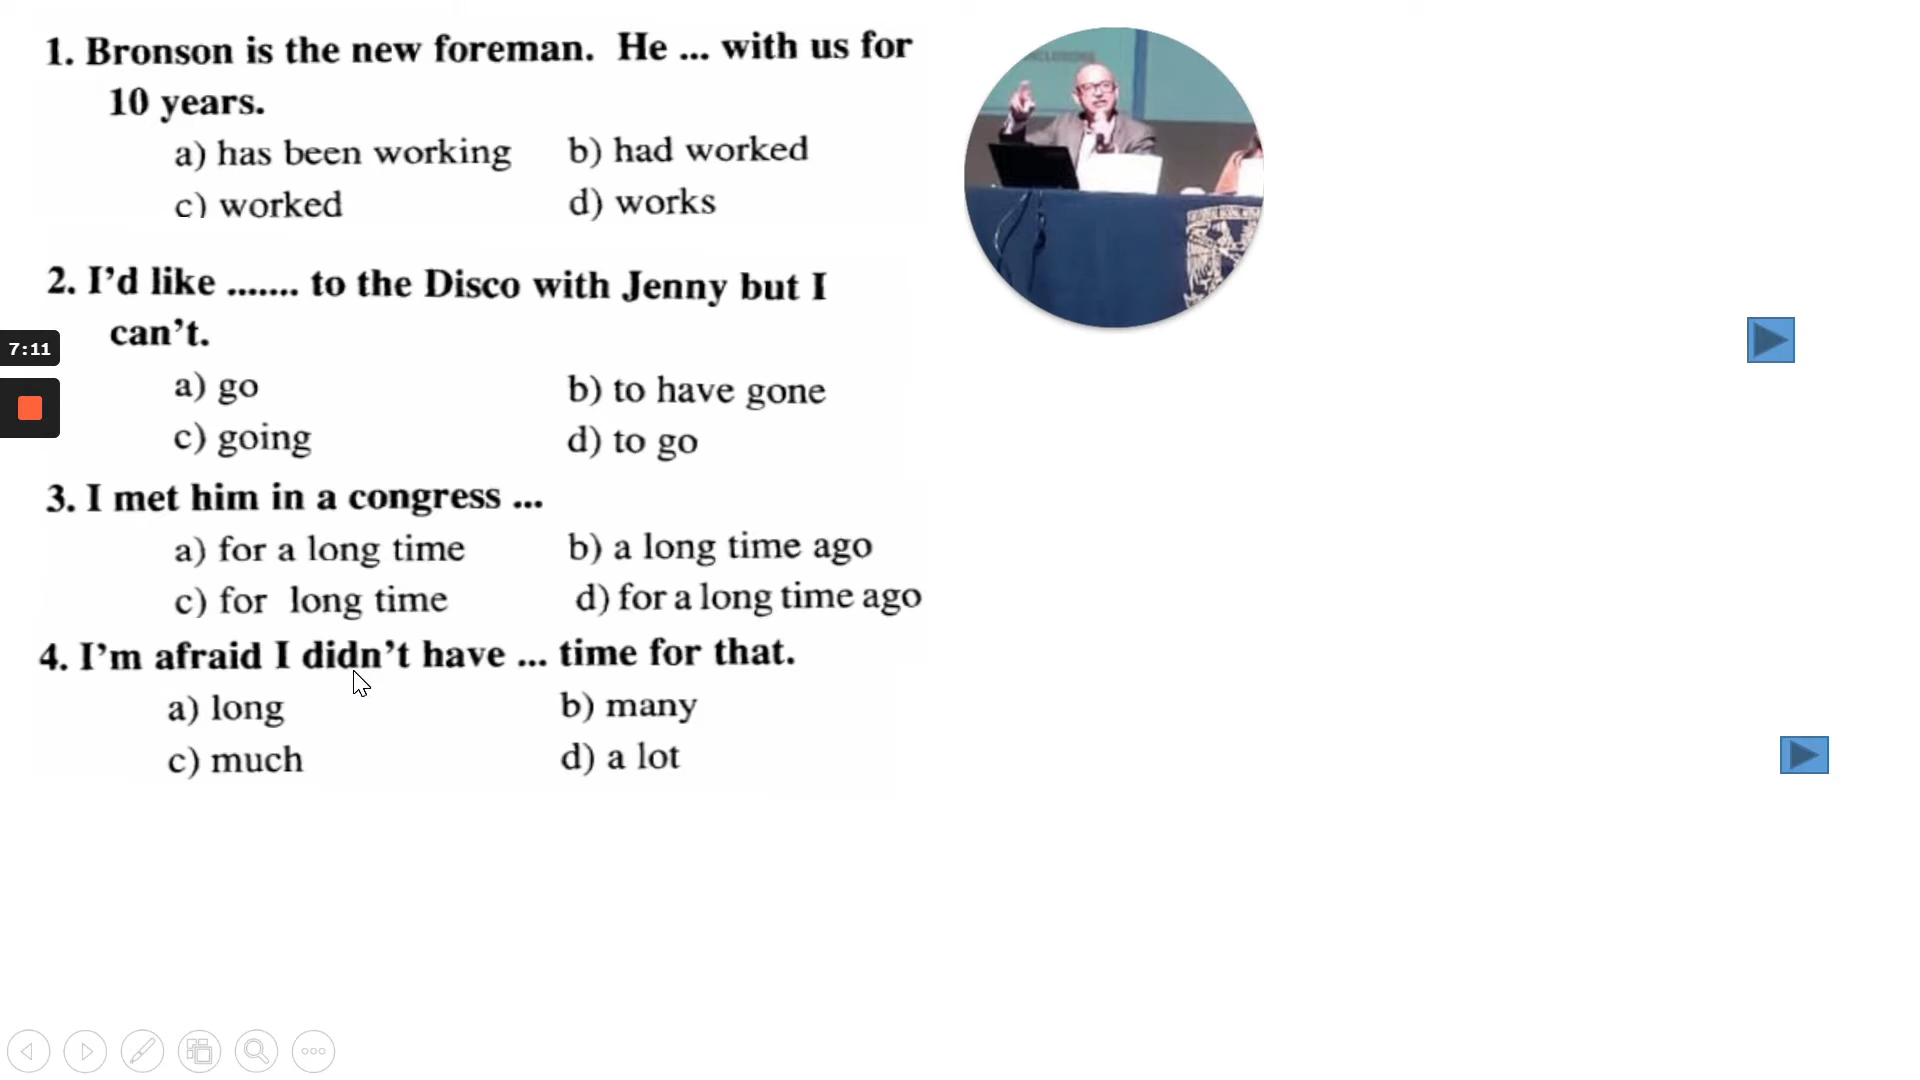 1. Bronson is the new foreman. He ... with us for
10 years.
a) has been working b) had worked
c) worked d) works
2. I'd like ....... to the Disco with Jenny but I
can't.
7:11
a) go b) to have gone
c) going d) to go
3. I met him in a congress ...
a) for a long time b) a long time ago
c) for long time d) for a long time ago
4. I'm afraid I didn't have ... time for that.
a) long b) many
c) much d) a lot